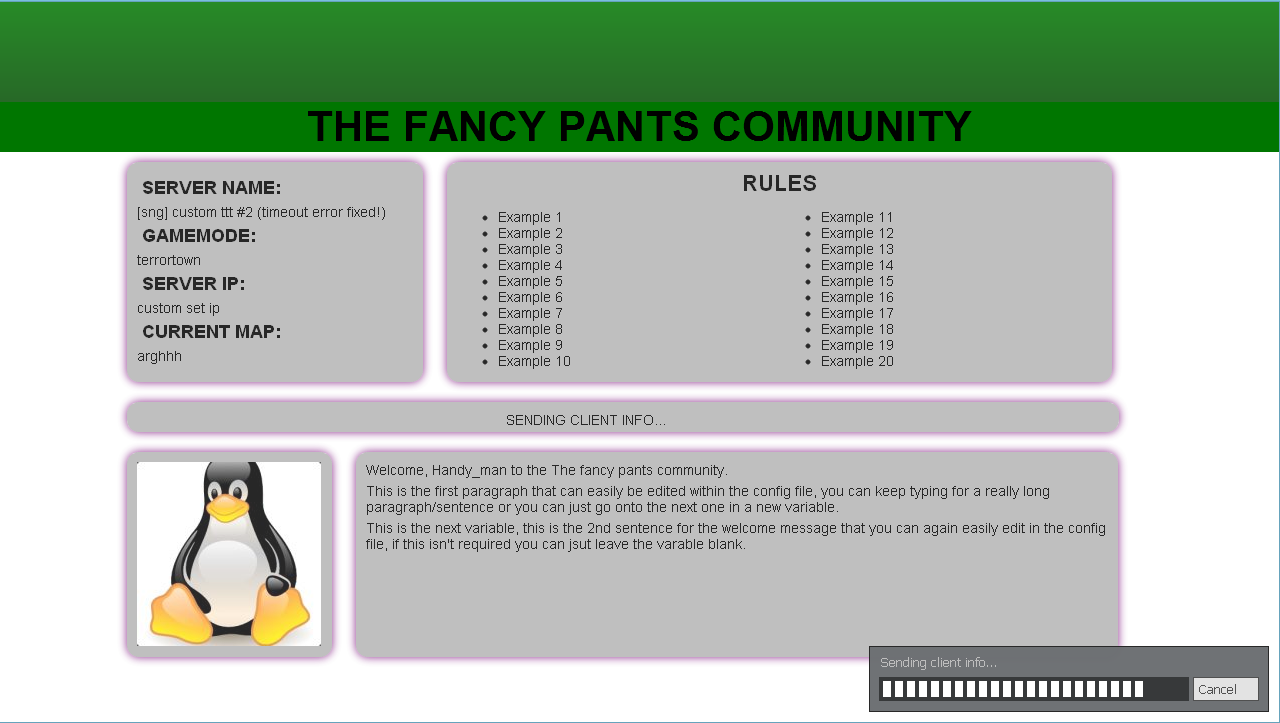 THE FANCY PANTS COMMUNITY
SERVER NAME:
[sng] custom ttt #2 (timeout error fixed!)
GAMEMODE:
terrortown
SERVER IP:
custom set ip
CURRENT MAP:
arghhh
RULES
Example 1
Example 2
Example 3
Example 4
Example 5
Example 6
Example 7
Example 8
Example 9
Example 10
Example 11
Example 12
Example 13
Example 14
Example 15
Example 16
Example 17
Example 18
Example 19
Example 20
SENDING CLIENT INFO...
Welcome, Handy_man to the The fancy pants community.
This is the first paragraph that can easily be edited within the config file, you can keep typing for a really long
paragraph/sentence or you can just go onto the next one in a new variable.
This is the next variable, this is the 2nd sentence for the welcome message that you can again easily edit in the config
file, if this isn't required you can jsut leave the varable blank.
Sending client info...
Cancel